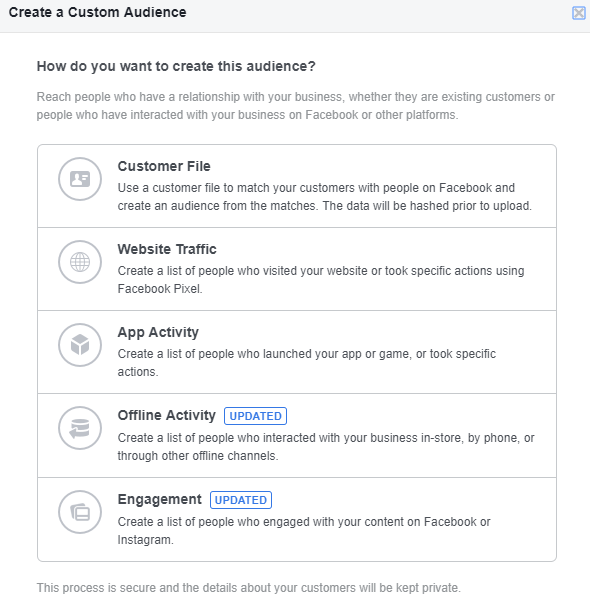 Create a Custom Audience
How do you want to create this audience?
Reach people who have a relationship with your business, whether they are existing customers or
people who have interacted with your business on Facebook or other platforms.
Customer File
Use a customer file to match your customers with people on Facebook and
create an audience from the matches. The data will be hashed prior to upload.
Website Traffic
Create a list of people who visited your website or took specific actions using
Facebook Pixel.
App Activity
Create a list of people who launched your app or game, or took specific
actions.
Offline Activity UPDATED
Create a list of people who interacted with your business in-store, by phone, or
through other offline channels.
Engagement UPDATED
Create a list of people who engaged with your content on Facebook or
Instagram.
This process is secure and the details about your customers will be kept private.